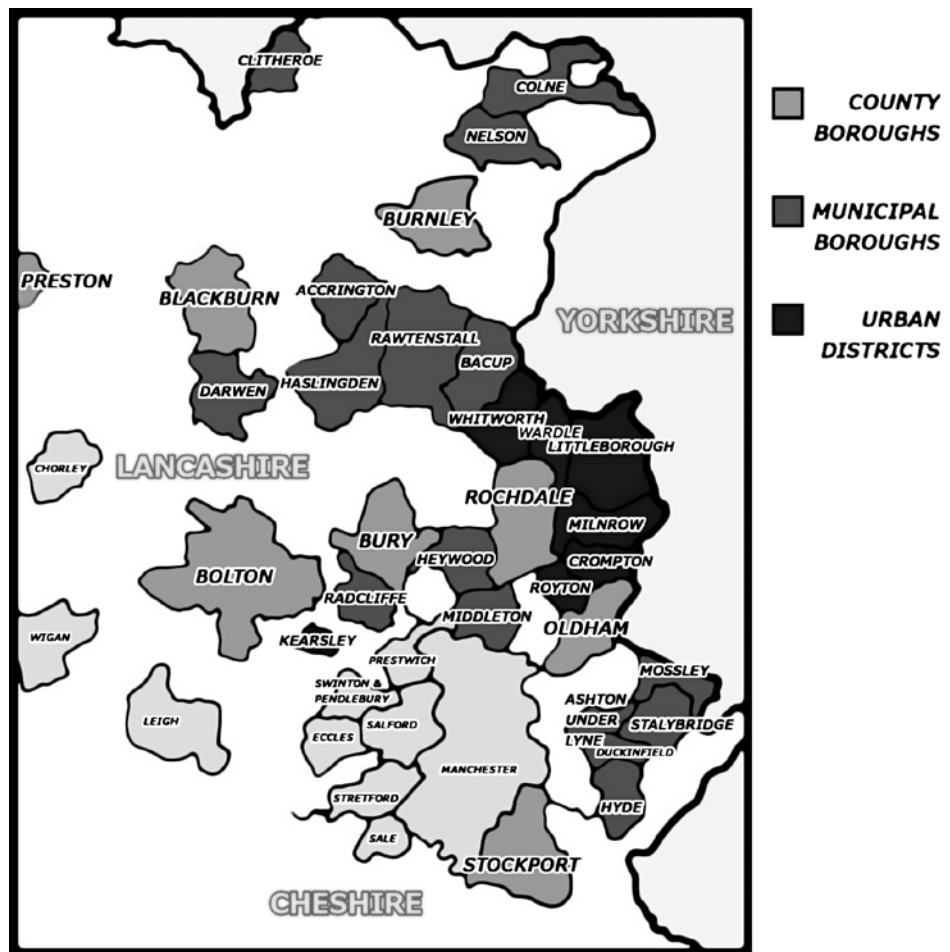 CLITHEROE
COLNE
NELSON
BURNLEY
PRESTON
BLACKBURN
ACCRINGTON
RAWTENSTALL
BACUP
HASLINGDEN
DARWEN
WHITWORTH
WARDLE
LITTLEBOROUGH
CHORLEY
LANCASHIRE
YORKSHIRE
ROCHDALE
MILNROW
BURY
HEYWOOD
CROMPTON
BOLTON
RADCLIFFE
ROYTON
MIDDLETON
OLDHAM
WIGAN
KEARSLEY
PRESTWICH
MOSSLEY
SWINTON &
PENDLEBURY
ASHTON
UNDER
LYNE
STALYBRIDGE
LEIGH
ECCLES
SALFORD
DUCKINFIELD
MANCHESTER
STRETFORD
HYDE
SALE
STOCKPORT
CHESHIRE
COUNTY
BOROUGHS
MUNICIPAL
BOROUGHS
URBAN
DISTRICTS